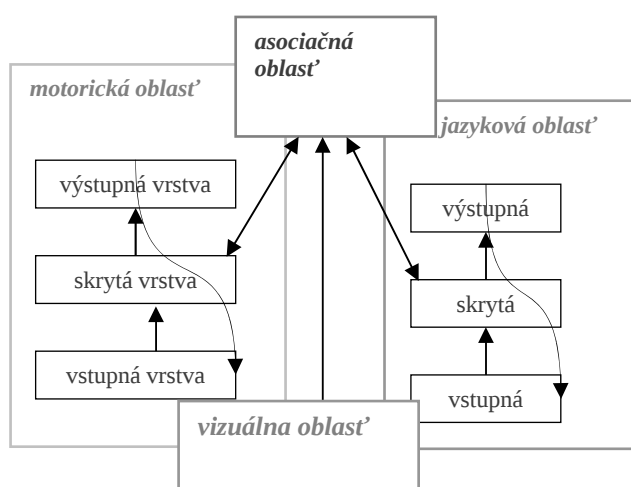 asociačná
oblasť
motorická oblasť
jazyková oblasť
výstupná vrstva
skrytá vrstva
vstupná vrstva
výstupná
skrytá
vstupná
vizuálna oblasť